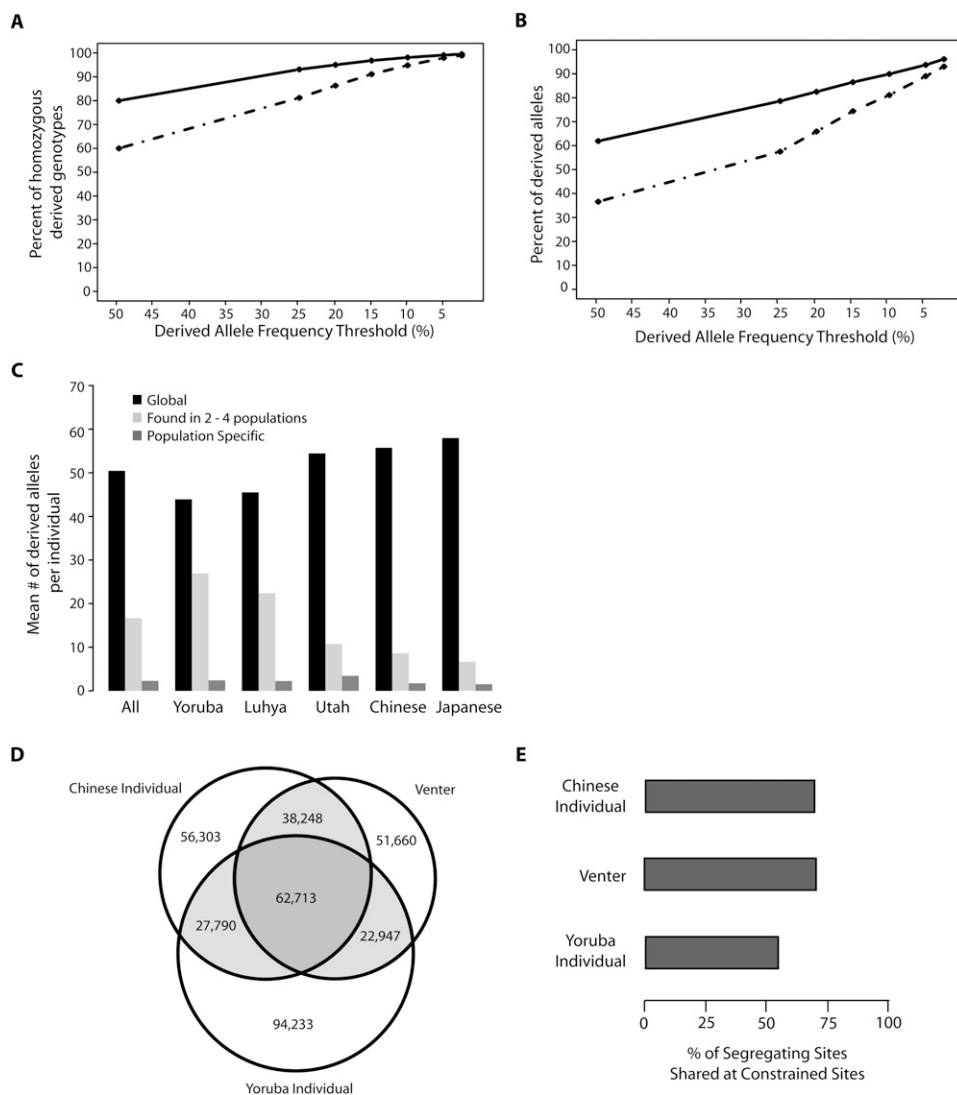 A
Percent of homozygous
derived genotypes
100
90
80
70
60
50
40
30
20
10
0
50 45 40 35 30 25 20 15 10 5
Derived Allele Frequency Threshold (%)
B
Percent of derived alleles
100
90
80
70
60
50
40
30
20
10
0
50 45 40 35 30 25 20 15 10 5
Derived Allele Frequency Threshold (%)
C
Mean # of derived alleles
per individual
70
60
50
40
30
20
10
0
Global
Found in 2 - 4 populations
Population Specific
All Yoruba Luhya Utah Chinese Japanese
D
Chinese Individual
Venter
56,303
38,248
51,660
62,713
27,790
22,947
94,233
Yoruba Individual
E
Chinese
Individual
Venter
Yoruba
Individual
0 25 50 75 100
% of Segregating Sites
Shared at Constrained Sites